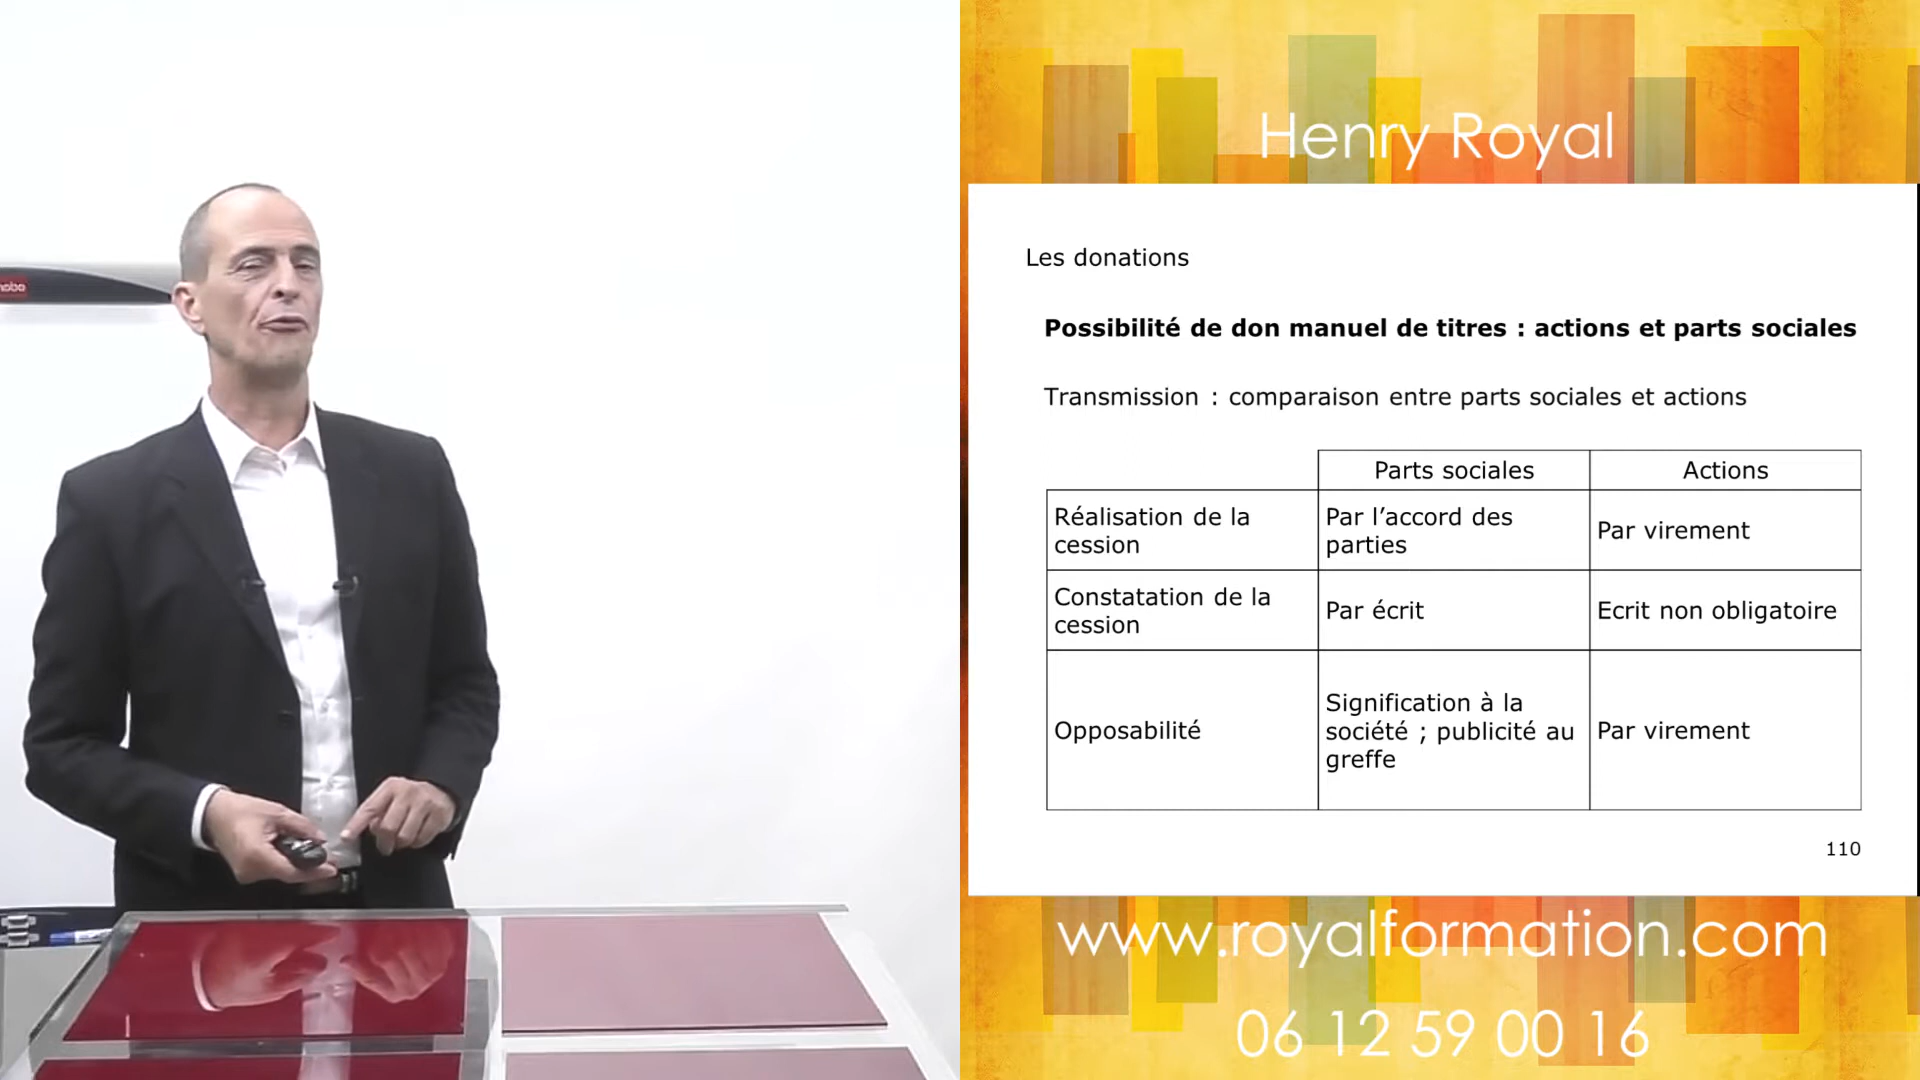 Henry Royal
Les donations
Possibilité de don manuel de titres : actions et parts sociales
Transmission : comparaison entre parts sociales et actions
Parts sociales
Actions
Réalisation de la
cession
Par l’accord des
parties
Par virement
Constatation de la
cession
Par écrit
Ecrit non obligatoire
Opposabilité
Signification à la
société ; publicité au
greffe
Par virement
110
www.royalformation.com
06 12 59 00 16